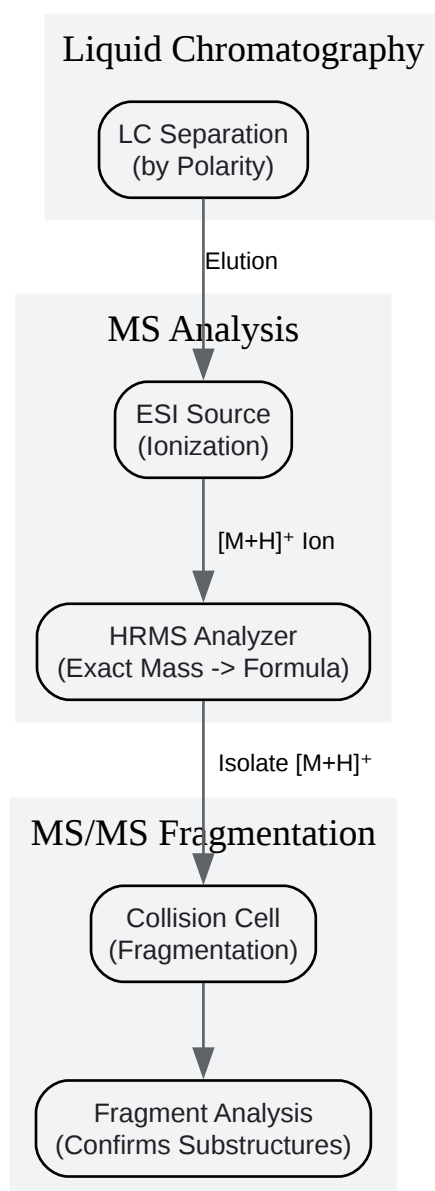 Liquid Chromatography
LC Separation
(by Polarity)
Elution
MS Analysis
ESI Source
(Ionization)
[M+H]⁺ Ion
HRMS Analyzer
(Exact Mass -> Formula)
Isolate [M+H]⁺
MS/MS Fragmentation
Collision Cell
(Fragmentation)
Fragment Analysis
(Confirms Substructures)